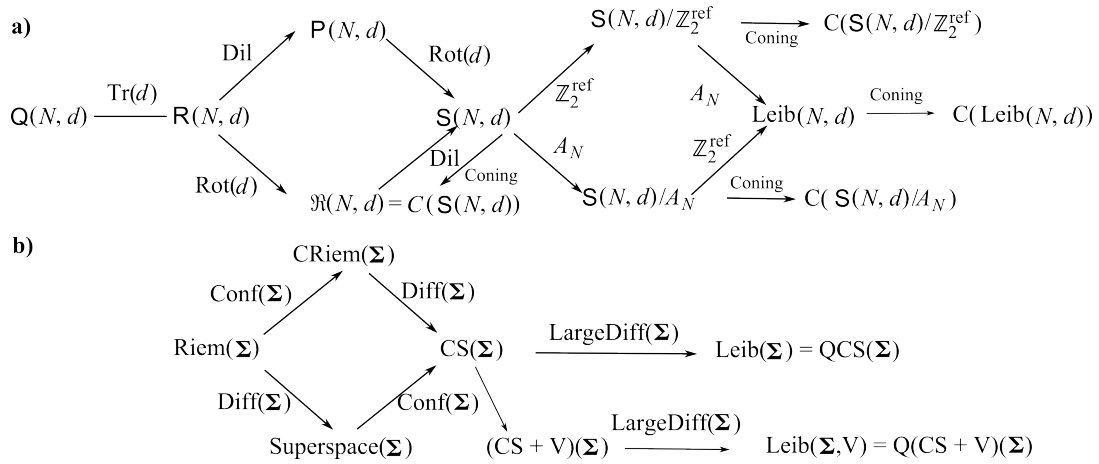 a)
P(N, d)
S(N, d)/ℤ₂^ref
Coning
C(S(N, d)/ℤ₂^ref)
Dil
Rot(d)
ℤ₂^ref
A_N
Q(N, d)
Tr(d)
R(N, d)
S(N, d)
Leib(N, d)
Coning
C(Leib(N, d))
Rot(d)
Dil
Coning
A_N
ℤ₂^ref
ℜ(N, d) = C(S(N, d))
S(N, d)/A_N
Coning
C( S(N, d)/A_N )
b)
CRiem(Σ)
Conf(Σ)
Diff(Σ)
Riem(Σ)
CS(Σ)
LargeDiff(Σ)
Leib(Σ) = QCS(Σ)
Diff(Σ)
Conf(Σ)
Superspace(Σ)
(CS + V)(Σ)
LargeDiff(Σ)
Leib(Σ,V) = Q(CS + V)(Σ)